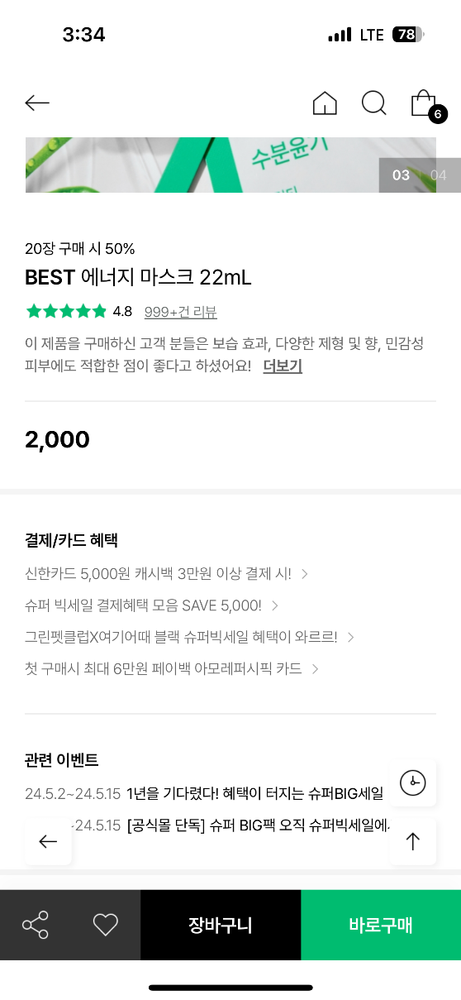 3:34
LTE 78
6
수분윤기
03 | 04
20장 구매 시 50%
BEST 에너지 마스크 22mL
4.8 999+건 리뷰
이 제품을 구매하신 고객 분들은 보습 효과, 다양한 제형 및 향, 민감성
피부에도 적합한 점이 좋다고 하셨어요! 더보기
2,000
결제/카드 혜택
신한카드 5,000원 캐시백 3만원 이상 결제 시!
슈퍼 빅세일 결제혜택 모음 SAVE 5,000!
그린펫클럽X여기어때 블랙 슈퍼빅세일 혜택이 와르르!
첫 구매시 최대 6만원 페이백 아모레퍼시픽 카드
관련 이벤트
24.5.2~24.5.15 1년을 기다렸다! 혜택이 터지는 슈퍼BIG세일
~24.5.15 [공식몰 단독] 슈퍼 BIG팩 오직 슈퍼빅세일에
장바구니
바로구매